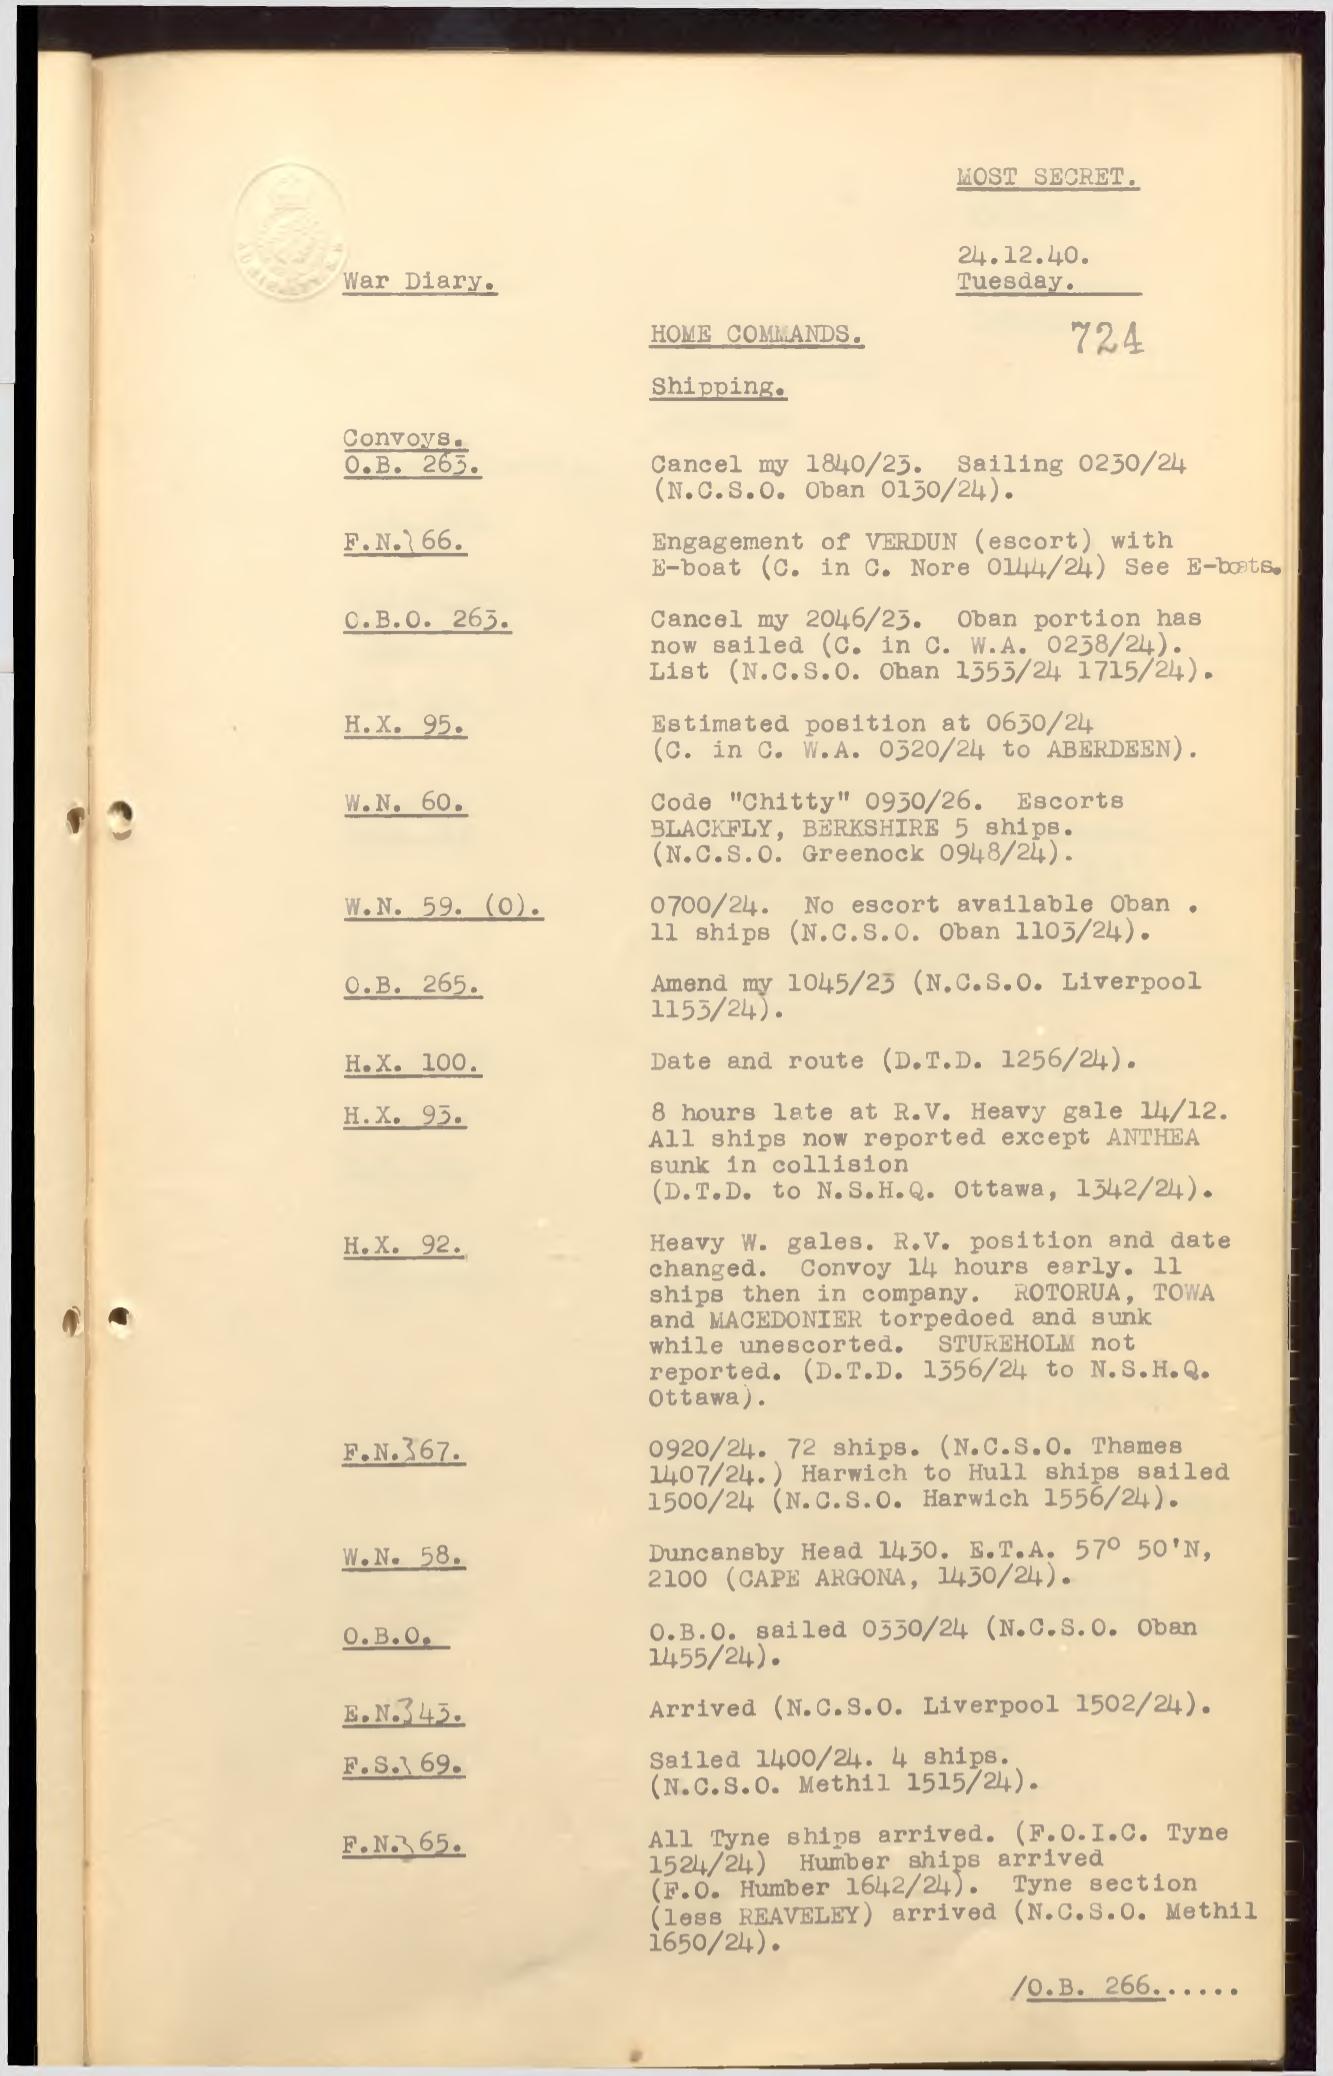 MOST SECRET.
24.12.40.
War Diary.
Tuesday.
HOME COMMANDS.
724
Shipping.
Convoys.
O.B. 263.
Cancel my 1840/23. Sailing 0230/24
(N.C.S.O. Oban 0130/24).
F.N. 366.
Engagement of VERDUN (escort) with
E-boat (C. in C. Nore 0144/24) See E-boats.
O.B.O. 263.
Cancel my 2046/23. Oban portion has
now sailed (C. in C. W.A. 0238/24).
List (N.C.S.O. Oban 1353/24 1715/24).
H.X. 95.
Estimated position at 0630/24
(C. in C. W.A. 0320/24 to ABERDEEN).
W.N. 60.
Code "Chitty" 0930/26. Escorts
BLACKFLY, BERKSHIRE 5 ships.
(N.C.S.O. Greenock 0948/24).
W.N. 59. (O).
0700/24. No escort available Oban .
11 ships (N.C.S.O. Oban 1103/24).
O.B. 265.
Amend my 1045/23 (N.C.S.O. Liverpool
1153/24).
H.X. 100.
Date and route (D.T.D. 1256/24).
H.X. 93.
8 hours late at R.V. Heavy gale 14/12.
All ships now reported except ANTHEA
sunk in collision
(D.T.D. to N.S.H.Q. Ottawa, 1342/24).
H.X. 92.
Heavy W. gales. R.V. position and date
changed. Convoy 14 hours early. 11
ships then in company. ROTORUA, TOWA
and MACEDONIER torpedoed and sunk
while unescorted. STUREHOLM not
reported. (D.T.D. 1356/24 to N.S.H.Q.
Ottawa).
F.N. 367.
0920/24. 72 ships. (N.C.S.O. Thames
1407/24.) Harwich to Hull ships sailed
1500/24 (N.C.S.O. Harwich 1556/24).
W.N. 58.
Duncansby Head 1430. E.T.A. 57° 50'N,
2100 (CAPE ARGONA, 1430/24).
O.B.O.
O.B.O. sailed 0330/24 (N.C.S.O. Oban
1455/24).
E.N. 343.
Arrived (N.C.S.O. Liverpool 1502/24).
F.S. 369.
Sailed 1400/24. 4 ships.
(N.C.S.O. Methil 1515/24).
F.N. 365.
All Tyne ships arrived. (F.O.I.C. Tyne
1524/24) Humber ships arrived
(F.O. Humber 1642/24). Tyne section
(less REAVELEY) arrived (N.C.S.O. Methil
1650/24).
/O.B. 266......